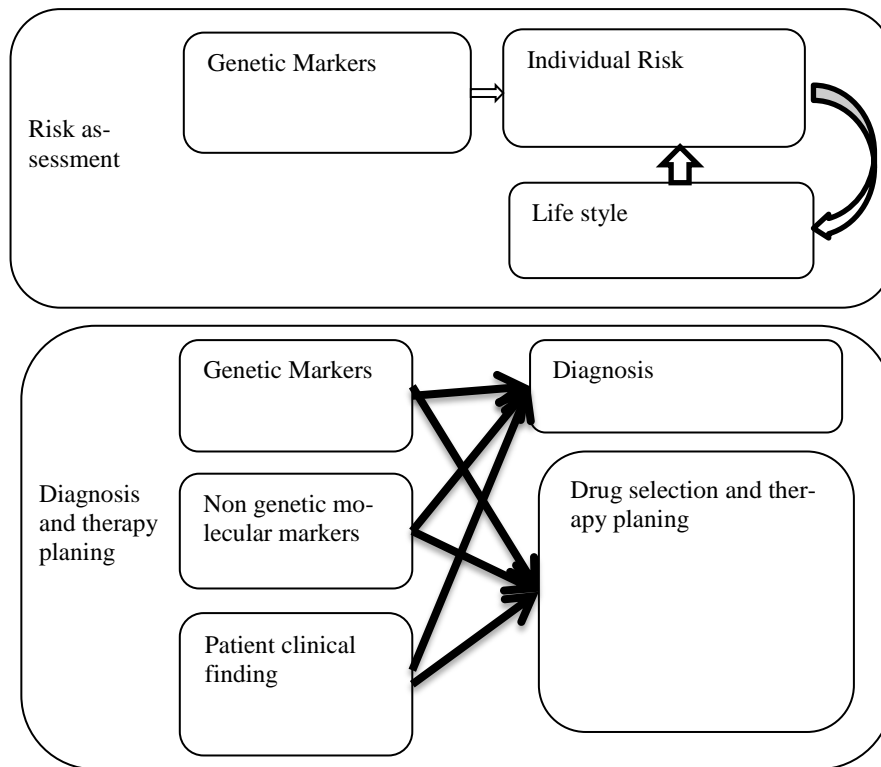 Risk as-
sessment
Genetic Markers
Individual Risk
Life style
Diagnosis
and therapy
planing
Genetic Markers
Non genetic mo-
lecular markers
Patient clinical
finding
Diagnosis
Drug selection and ther-
apy planing